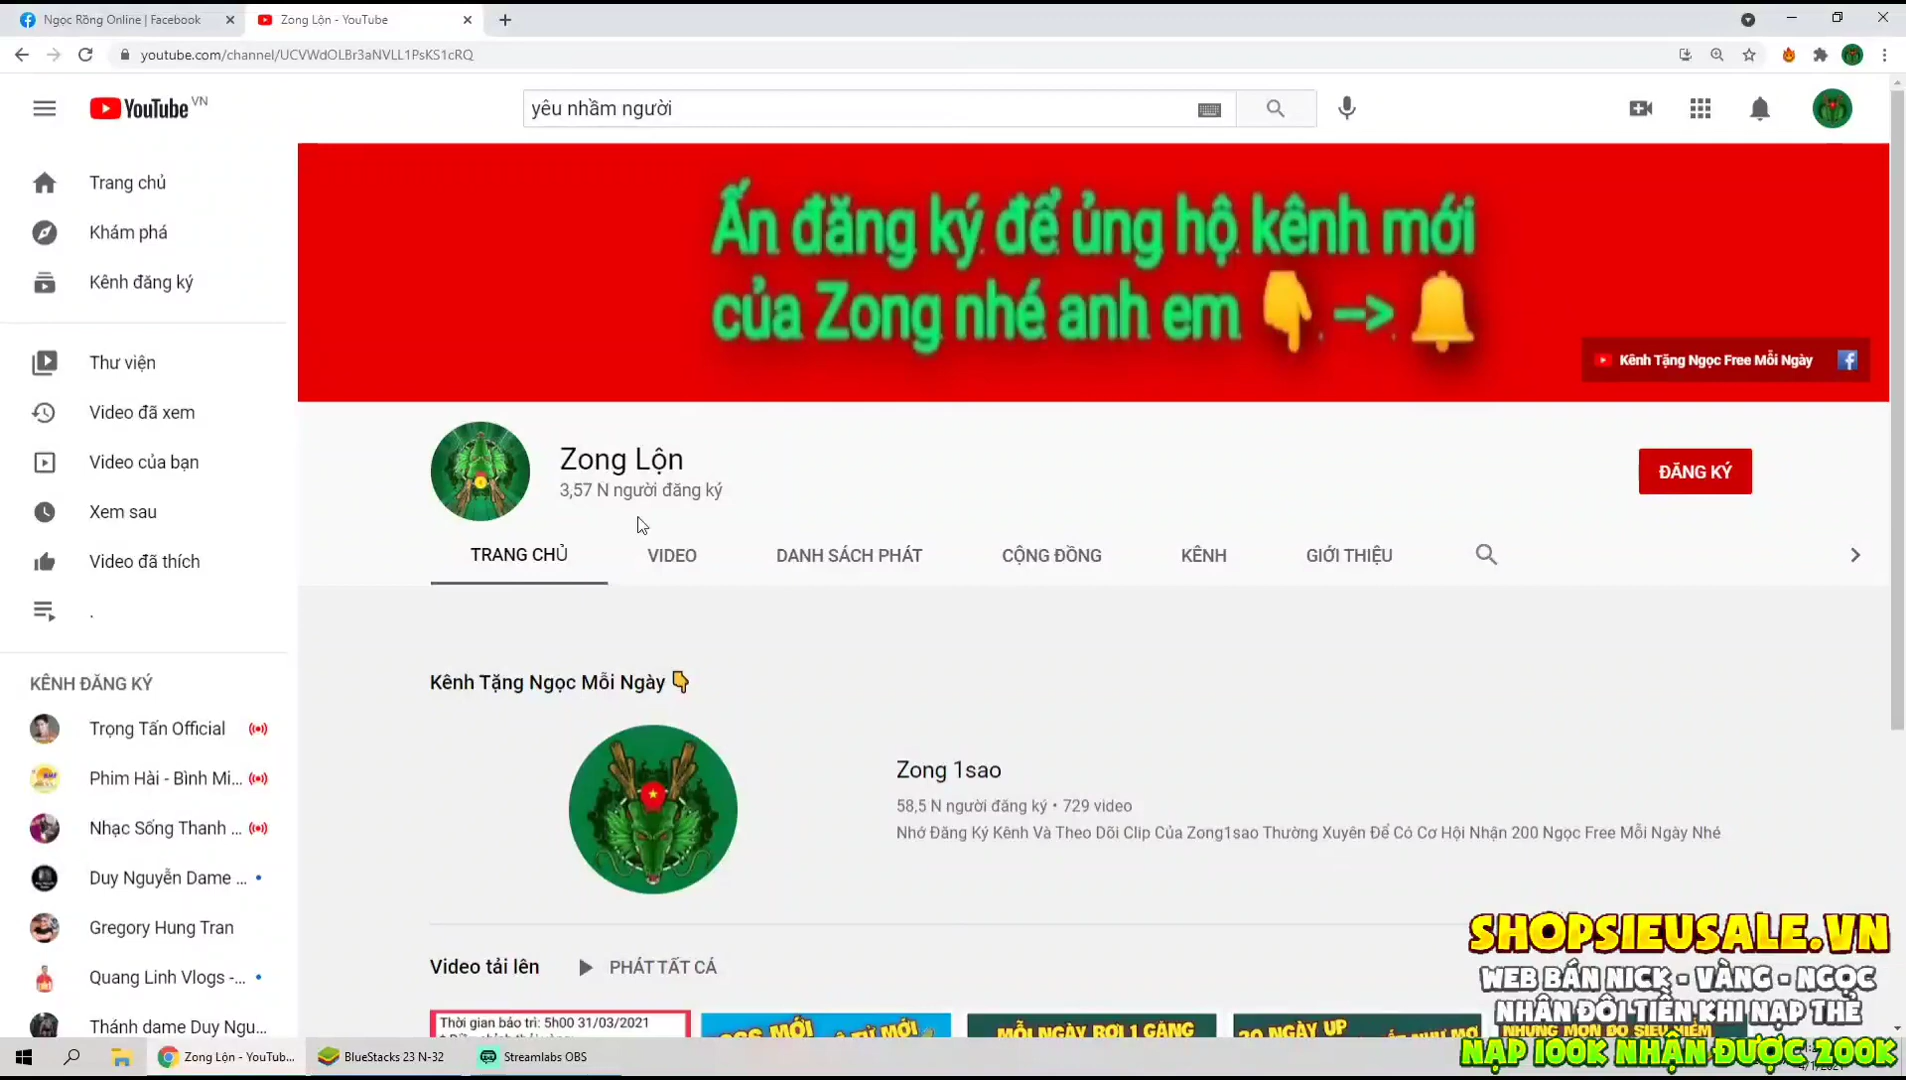 Ngọc Rồng Online | Facebook
Zong Lộn - YouTube
youtube.com/channel/UCVWdOLBr3aNVLL1PsKS1cRQ
YouTube VN
yêu nhầm người
Trang chủ
Khám phá
Kênh đăng ký
Thư viện
Video đã xem
Video của bạn
Xem sau
Video đã thích
.
KÊNH ĐĂNG KÝ
Trọng Tấn Official
Phim Hài - Bình Mi...
Nhạc Sống Thanh ...
Duy Nguyễn Dame ...
Gregory Hung Tran
Quang Linh Vlogs -...
Thánh dame Duy Ngu...
Ấn đăng ký để ủng hộ kênh mới
của Zong nhé anh em 👇 --> 🔔
Kênh Tặng Ngọc Free Mỗi Ngày
Zong Lộn
3,57 N người đăng ký
ĐĂNG KÝ
TRANG CHỦ
VIDEO
DANH SÁCH PHÁT
CỘNG ĐỒNG
KÊNH
GIỚI THIỆU
Kênh Tặng Ngọc Mỗi Ngày 👇
Zong 1sao
58,5 N người đăng ký • 729 video
Nhớ Đăng Ký Kênh Và Theo Dõi Clip Của Zong1sao Thường Xuyên Để Có Cơ Hội Nhận 200 Ngọc Free Mỗi Ngày Nhé
Video tải lên
PHÁT TẤT CẢ
Thời gian bảo trì: 5h00 31/03/2021
MỖI NGÀY RƠI 1 GĂNG
30 NGÀY UP
SHOPSIEUSALE.VN
WEB BÁN NICK - VÀNG - NGỌC
NHÂN ĐÔI TIỀN KHI NẠP THẺ
NẠP 100K NHẬN ĐƯỢC 200K
Zong Lộn - YouTub...
BlueStacks 23 N-32
Streamlabs OBS